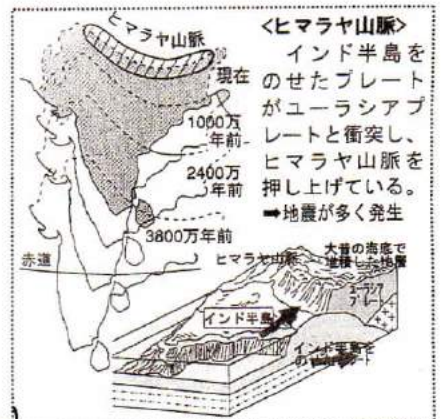 <ヒマラヤ山脈>
インド半島を
のせたプレート
がユーラシアプ
レートと衝突し、
ヒマラヤ山脈を
押し上げている。
➡地震が多く発生
ヒマラヤ山脈
現在
1000万
年前
2400万
年前
3800万年前
赤道
ヒマラヤ山脈
大昔の海底で
堆積した地層
ユーラシア
プレート
インド半島
インド半島を